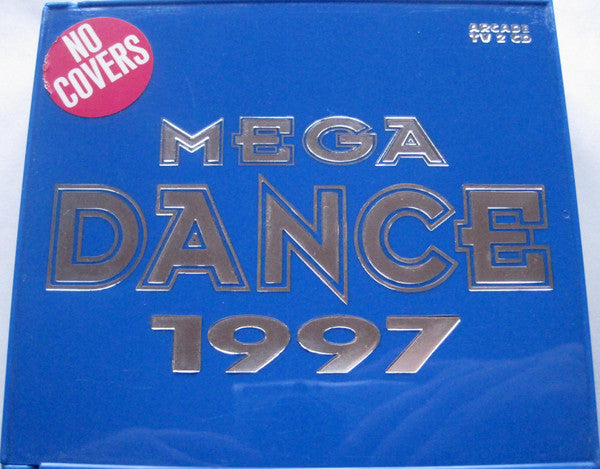 NO
COVERS
ARCADE
TV 2 CD
MEGA
DANCE
1997